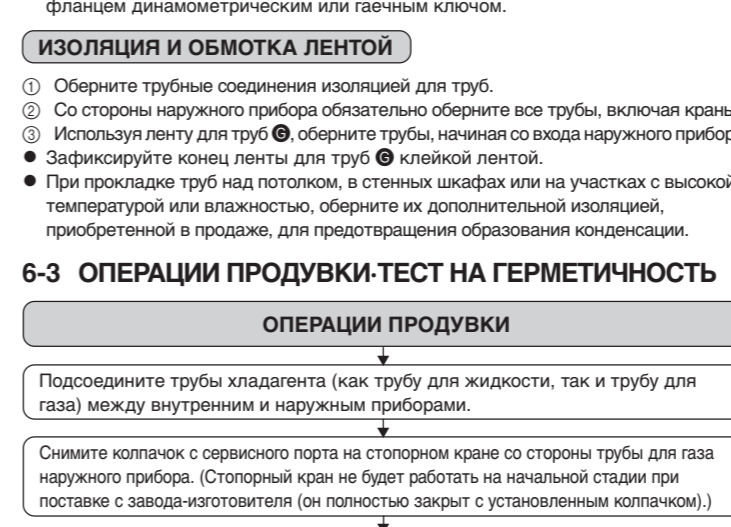 фланцем динамометрическим или гаечным ключом.
ИЗОЛЯЦИЯ И ОБМОТКА ЛЕНТОЙ
① Оберните трубные соединения изоляцией для труб.
② Со стороны наружного прибора обязательно оберните все трубы, включая краны
③ Используя ленту для труб G, оберните трубы, начиная со входа наружного прибор
● Зафиксируйте конец ленты для труб G клейкой лентой.
● При прокладке труб над потолком, в стенных шкафах или на участках с высокой
температурой или влажностью, оберните их дополнительной изоляцией,
приобретенной в продаже, для предотвращения образования конденсации.
6-3 ОПЕРАЦИИ ПРОДУВКИ·ТЕСТ НА ГЕРМЕТИЧНОСТЬ
ОПЕРАЦИИ ПРОДУВКИ
Подсоедините трубы хладагента (как трубу для жидкости, так и трубу для
газа) между внутренним и наружным приборами.
Снимите колпачок с сервисного порта на стопорном кране со стороны трубы для газа
наружного прибора. (Стопорный кран не будет работать на начальной стадии при
поставке с завода-изготовителя (он полностью закрыт с установленным колпачком).)